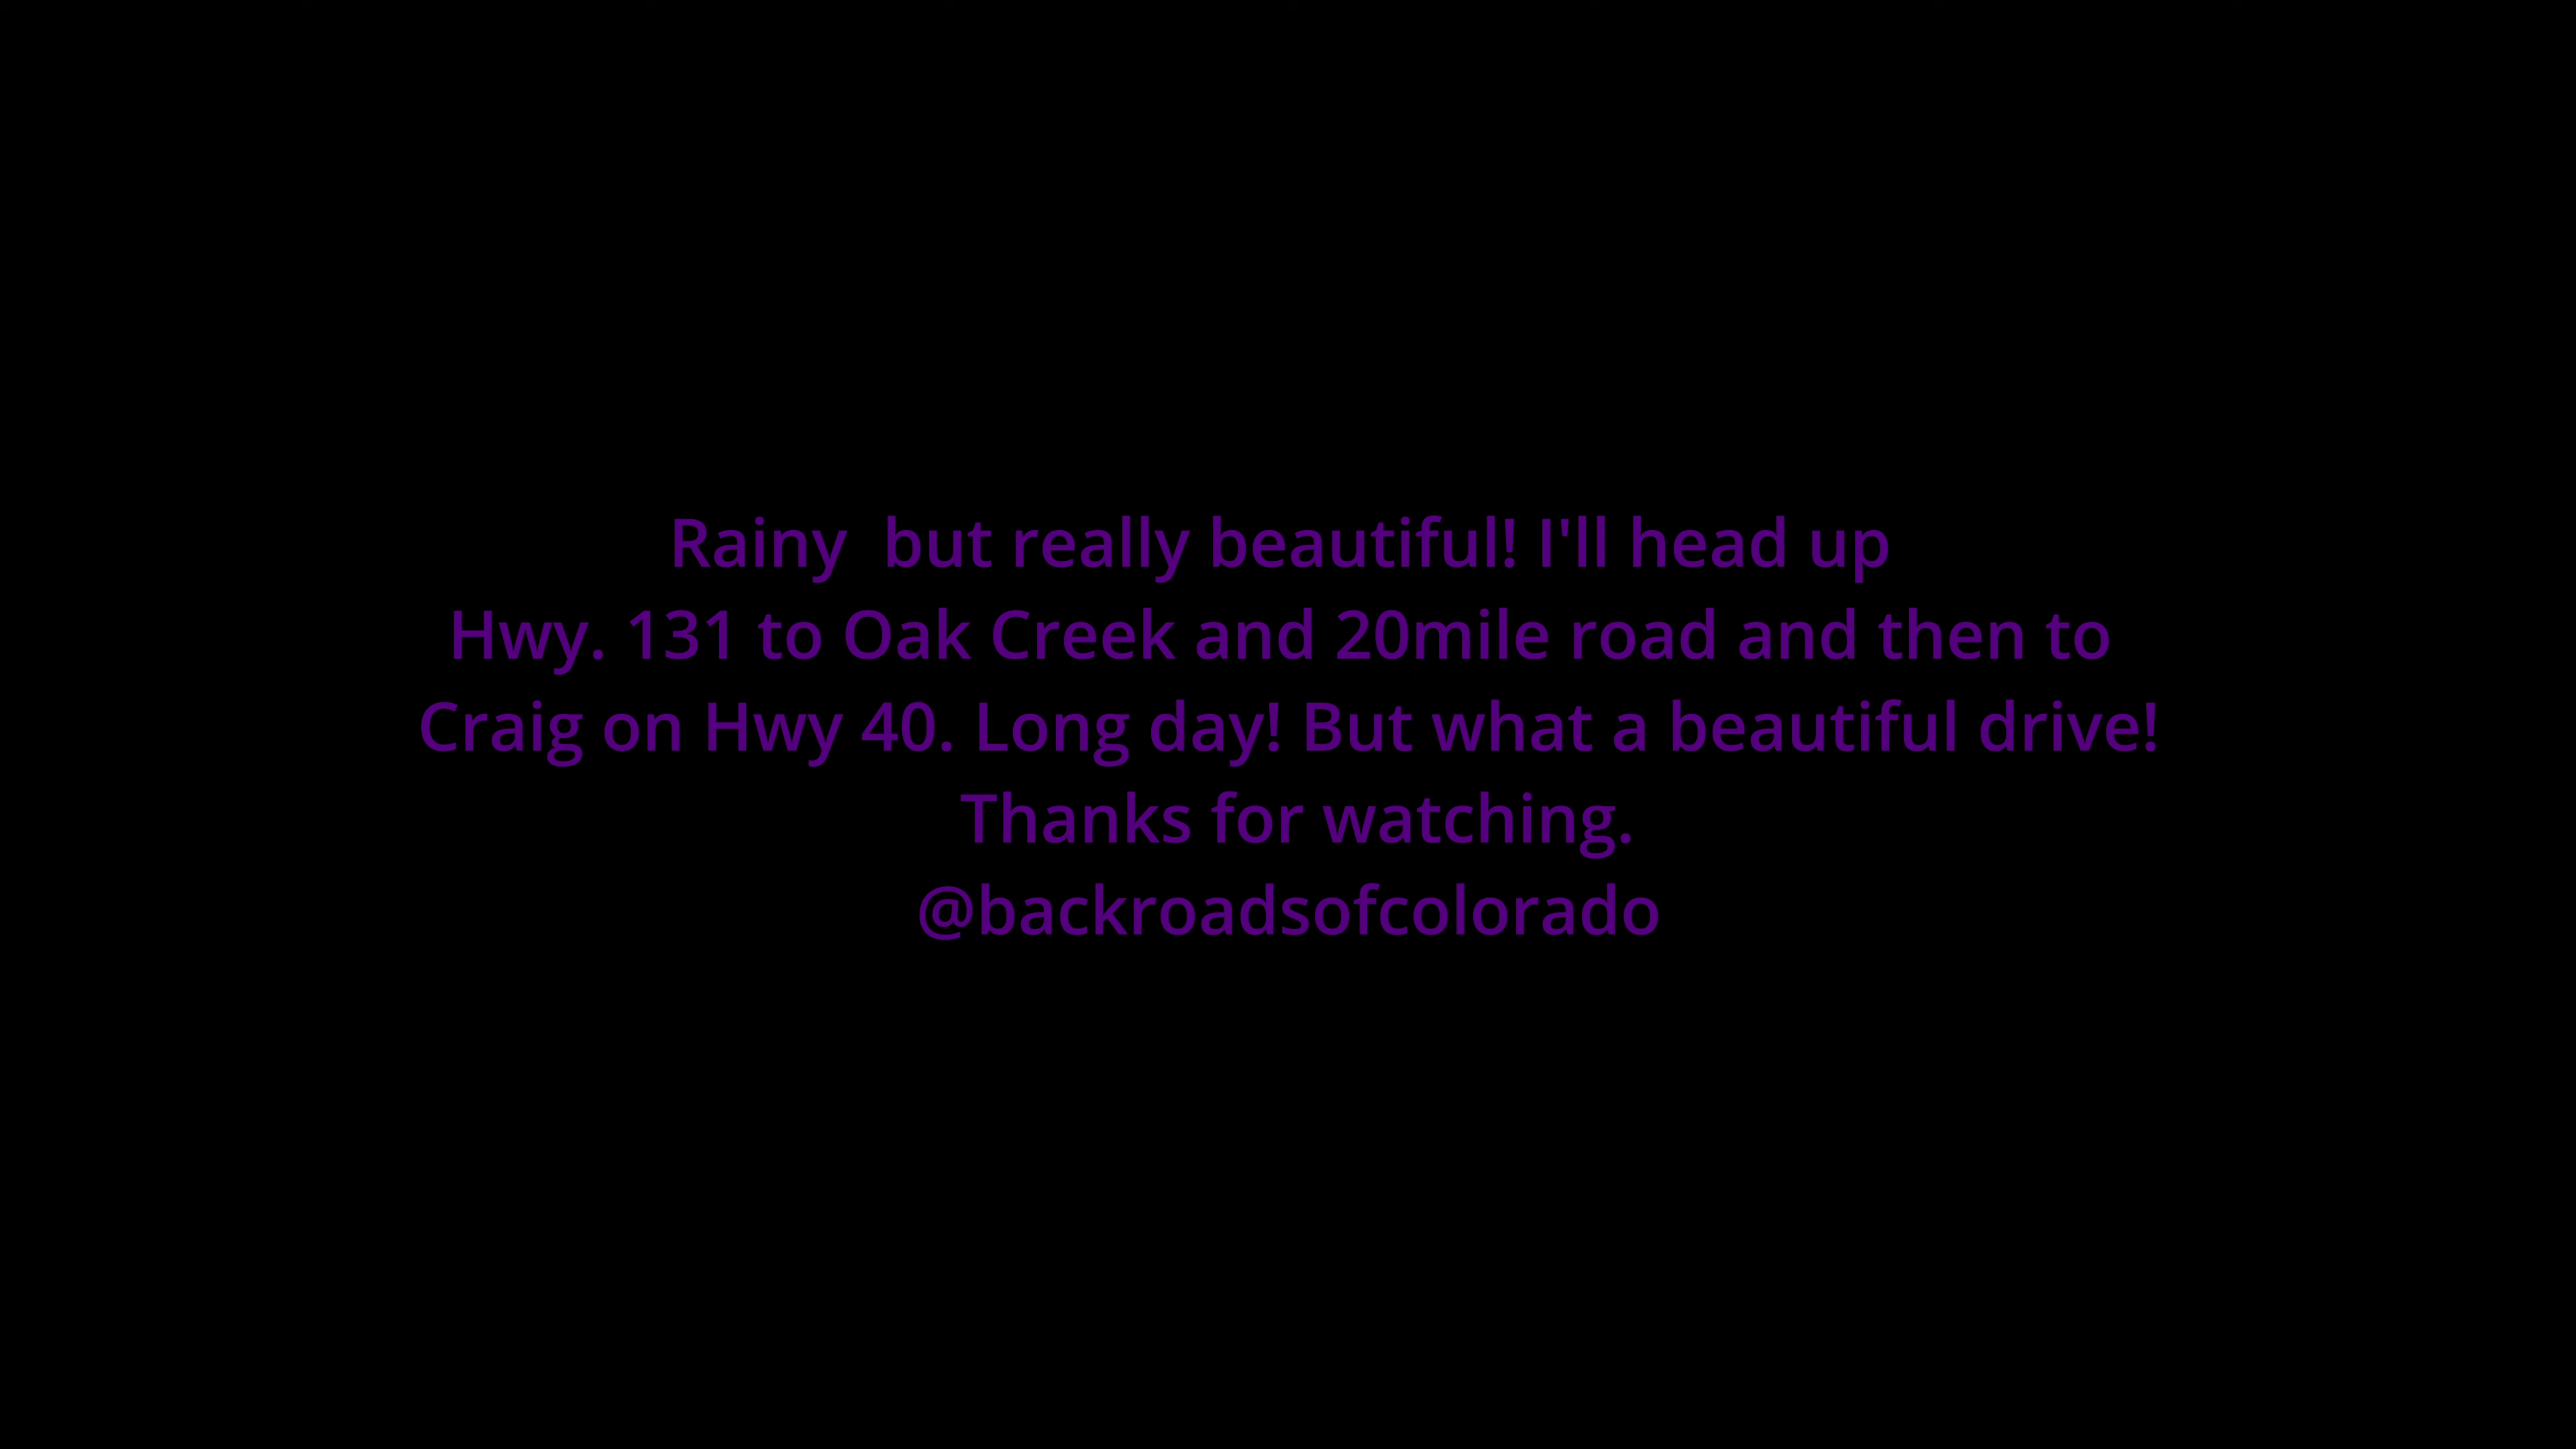 Rainy  but really beautiful! I'll head up
Hwy. 131 to Oak Creek and 20mile road and then to
Craig on Hwy 40. Long day! But what a beautiful drive!
Thanks for watching.
@backroadsofcolorado